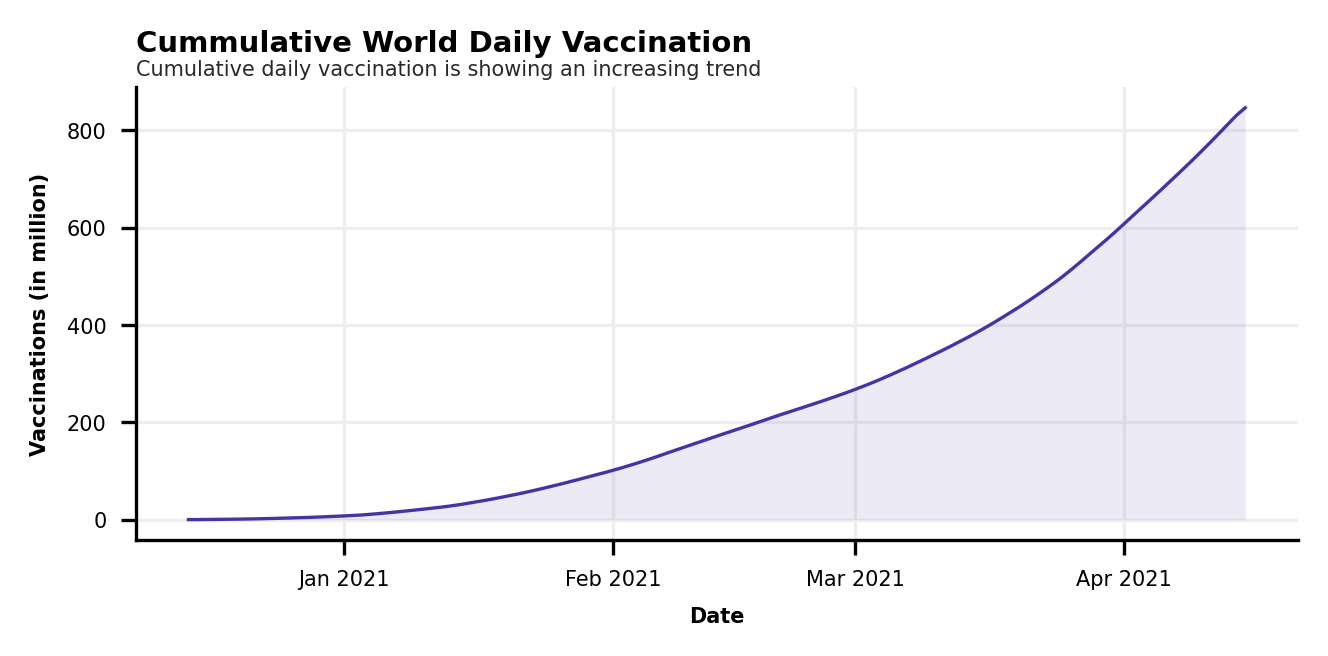 Cummulative World Daily Vaccination
Cumulative daily vaccination is showing an increasing trend
Vaccinations (in million)
800
600
400
200
0
Jan 2021
Feb 2021
Mar 2021
Apr 2021
Date